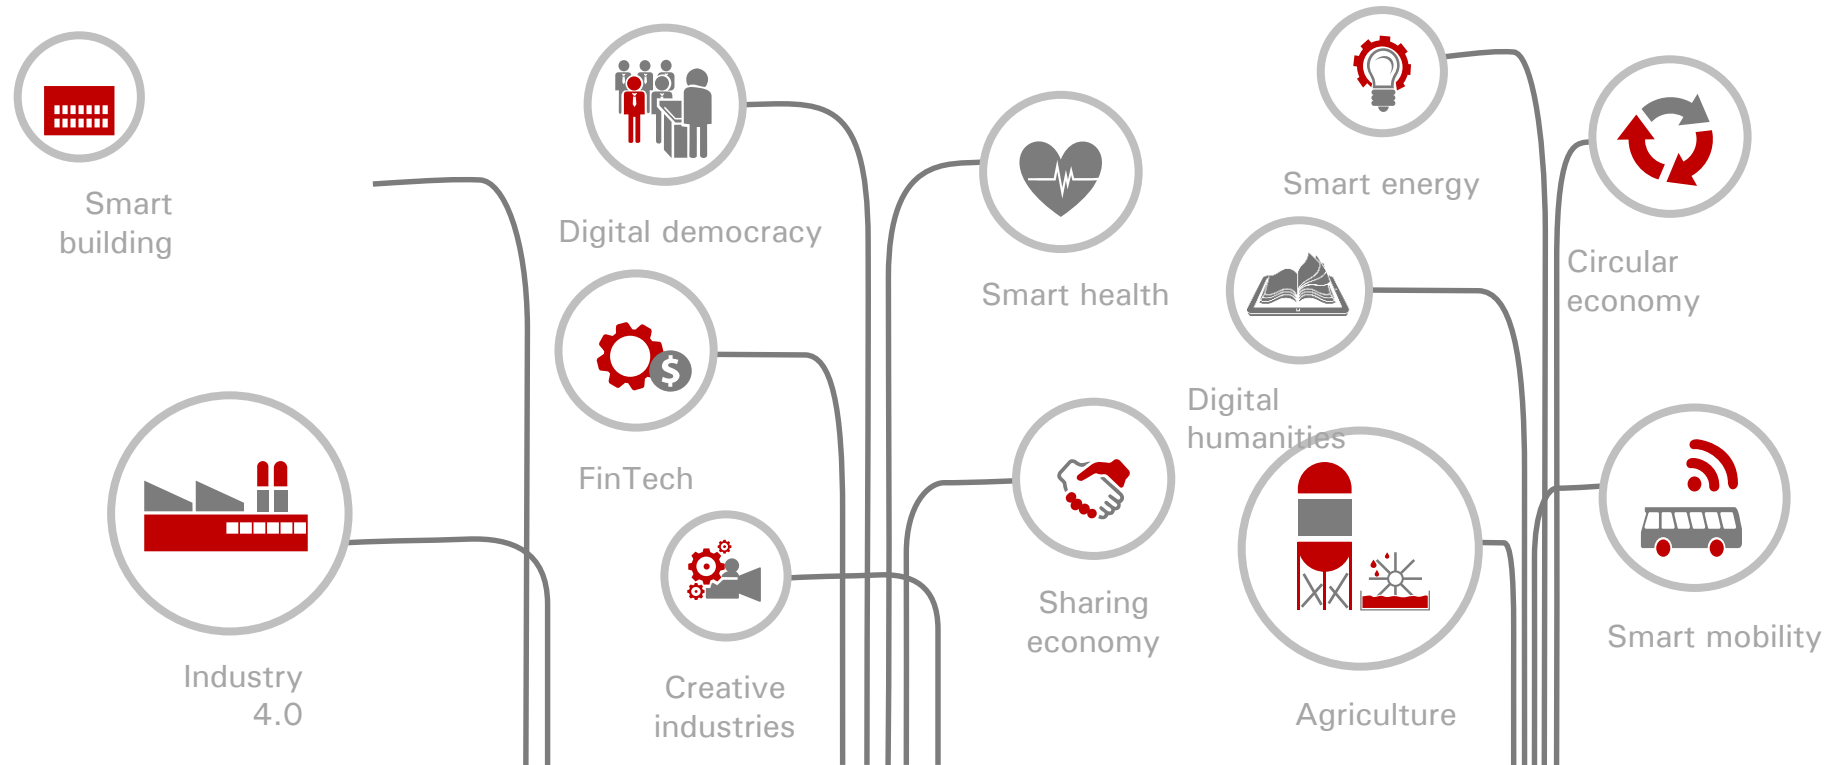 Smart
building
Digital democracy
Smart health
Smart energy
Circular
economy
FinTech
Digital
humanities
Industry
4.0
Creative
industries
Sharing
economy
Agriculture
Smart mobility
$